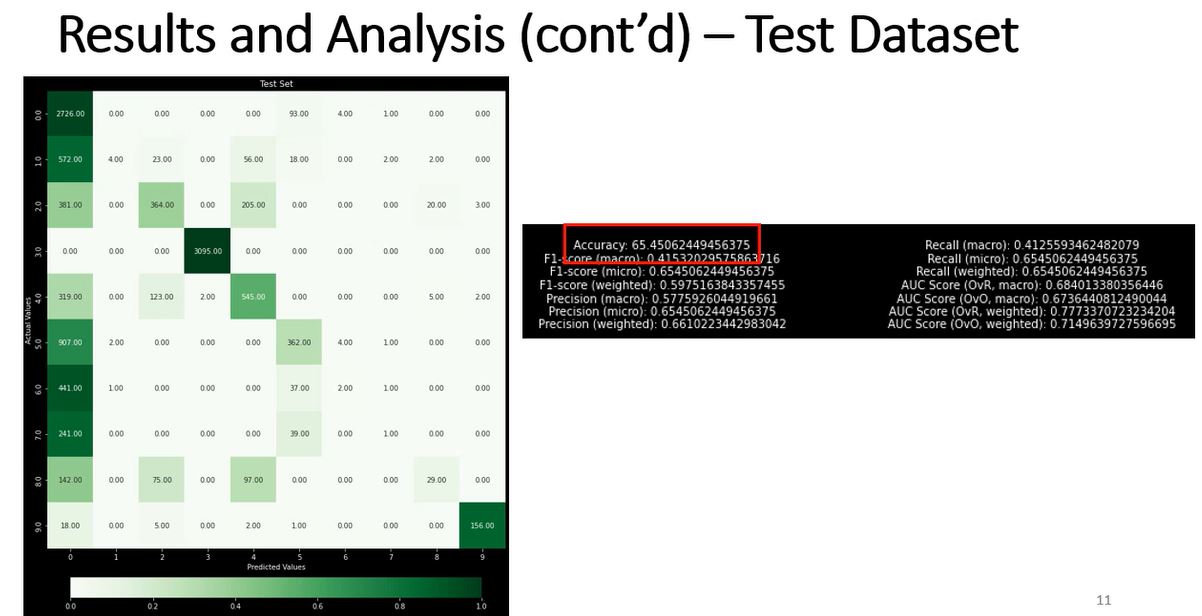 Results and Analysis (cont’d) – Test Dataset
Test Set
0.0 2726.00 0.00 0.00 0.00 0.00 93.00 4.00 1.00 0.00 0.00
1.0 572.00 4.00 23.00 0.00 56.00 18.00 0.00 2.00 2.00 0.00
2.0 381.00 0.00 364.00 0.00 205.00 0.00 0.00 0.00 20.00 3.00
3.0 0.00 0.00 0.00 3095.00 0.00 0.00 0.00 0.00 0.00 0.00
4.0 319.00 0.00 123.00 2.00 545.00 0.00 0.00 0.00 5.00 2.00
5.0 907.00 2.00 0.00 0.00 0.00 362.00 4.00 1.00 0.00 0.00
6.0 441.00 1.00 0.00 0.00 0.00 37.00 2.00 1.00 0.00 0.00
7.0 241.00 0.00 0.00 0.00 0.00 39.00 0.00 1.00 0.00 0.00
8.0 142.00 0.00 75.00 0.00 97.00 0.00 0.00 0.00 29.00 0.00
9.0 18.00 0.00 5.00 0.00 2.00 1.00 0.00 0.00 0.00 156.00
Actual Values
0 1 2 3 4 5 6 7 8 9
Predicted Values
0.0 0.2 0.4 0.6 0.8 1.0
Accuracy: 65.45062449456375
F1-score (macro): 0.41532029575863716
F1-score (micro): 0.6545062449456375
F1-score (weighted): 0.5975163843357455
Precision (macro): 0.5775926044919661
Precision (micro): 0.6545062449456375
Precision (weighted): 0.6610223442983042
Recall (macro): 0.4125593462482079
Recall (micro): 0.6545062449456375
Recall (weighted): 0.6545062449456375
AUC Score (OvR, macro): 0.684013380356446
AUC Score (OvO, macro): 0.6736440812490044
AUC Score (OvR, weighted): 0.7773370723234204
AUC Score (OvO, weighted): 0.7149639727596695
11